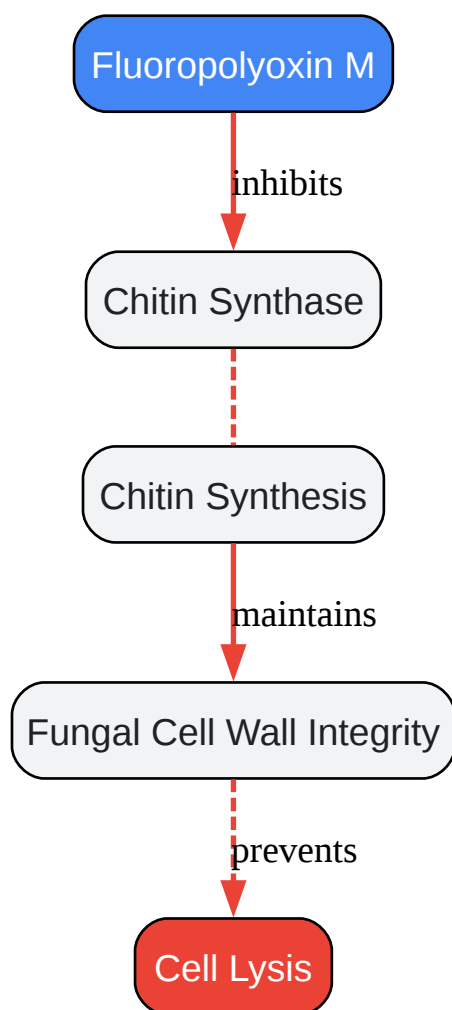 Fluoropolyoxin M
inhibits
Chitin Synthase
Chitin Synthesis
maintains
Fungal Cell Wall Integrity
prevents
Cell Lysis